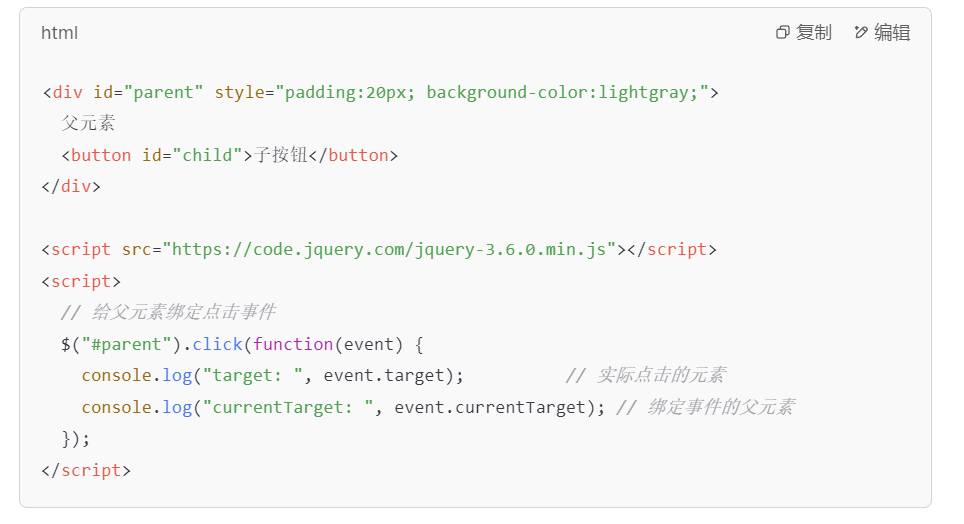 html
复制 编辑
<div id="parent" style="padding:20px; background-color:lightgray;">
父元素
<button id="child">子按钮</button>
</div>
<script src="https://code.jquery.com/jquery-3.6.0.min.js"></script>
<script>
// 给父元素绑定点击事件
$("#parent").click(function(event) {
console.log("target: ", event.target); // 实际点击的元素
console.log("currentTarget: ", event.currentTarget); // 绑定事件的父元素
});
</script>